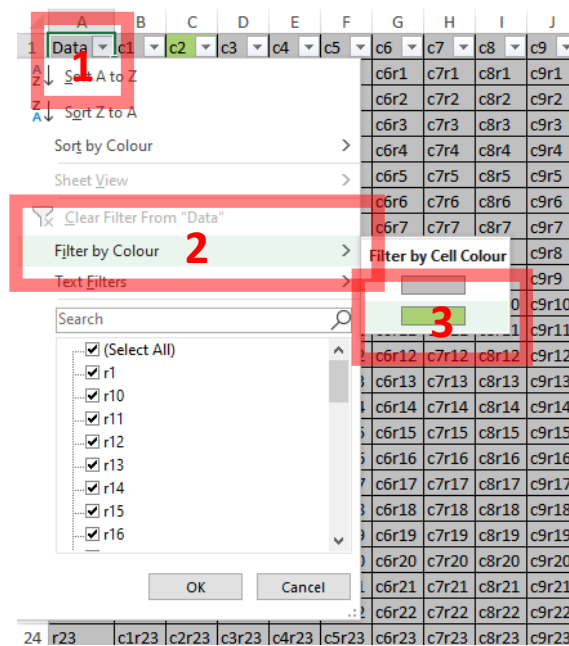 A B C D E F G H I J
1 Data c1 c2 c3 c4 c5 c6 c7 c8 c9
1
Sort A to Z
Sort Z to A
Sort by Colour
Sheet View
Clear Filter From "Data"
Filter by Colour
2
Text Filters
Search
(Select All)
r1
r10
r11
r12
r13
r14
r15
r16
OK Cancel
Filter by Cell Colour
3
c6r1 c7r1 c8r1 c9r1
c6r2 c7r2 c8r2 c9r2
c6r3 c7r3 c8r3 c9r3
c6r4 c7r4 c8r4 c9r4
c6r5 c7r5 c8r5 c9r5
c6r6 c7r6 c8r6 c9r6
c6r7 c7r7 c8r7 c9r7
c9r8
c9r9
0 c9r10
1 c9r11
c6r12 c7r12 c8r12 c9r12
c6r13 c7r13 c8r13 c9r13
c6r14 c7r14 c8r14 c9r14
c6r15 c7r15 c8r15 c9r15
c6r16 c7r16 c8r16 c9r16
c6r17 c7r17 c8r17 c9r17
c6r18 c7r18 c8r18 c9r18
c6r19 c7r19 c8r19 c9r19
c6r20 c7r20 c8r20 c9r20
c6r21 c7r21 c8r21 c9r21
c6r22 c7r22 c8r22 c9r22
24 r23 c1r23 c2r23 c3r23 c4r23 c5r23 c6r23 c7r23 c8r23 c9r23